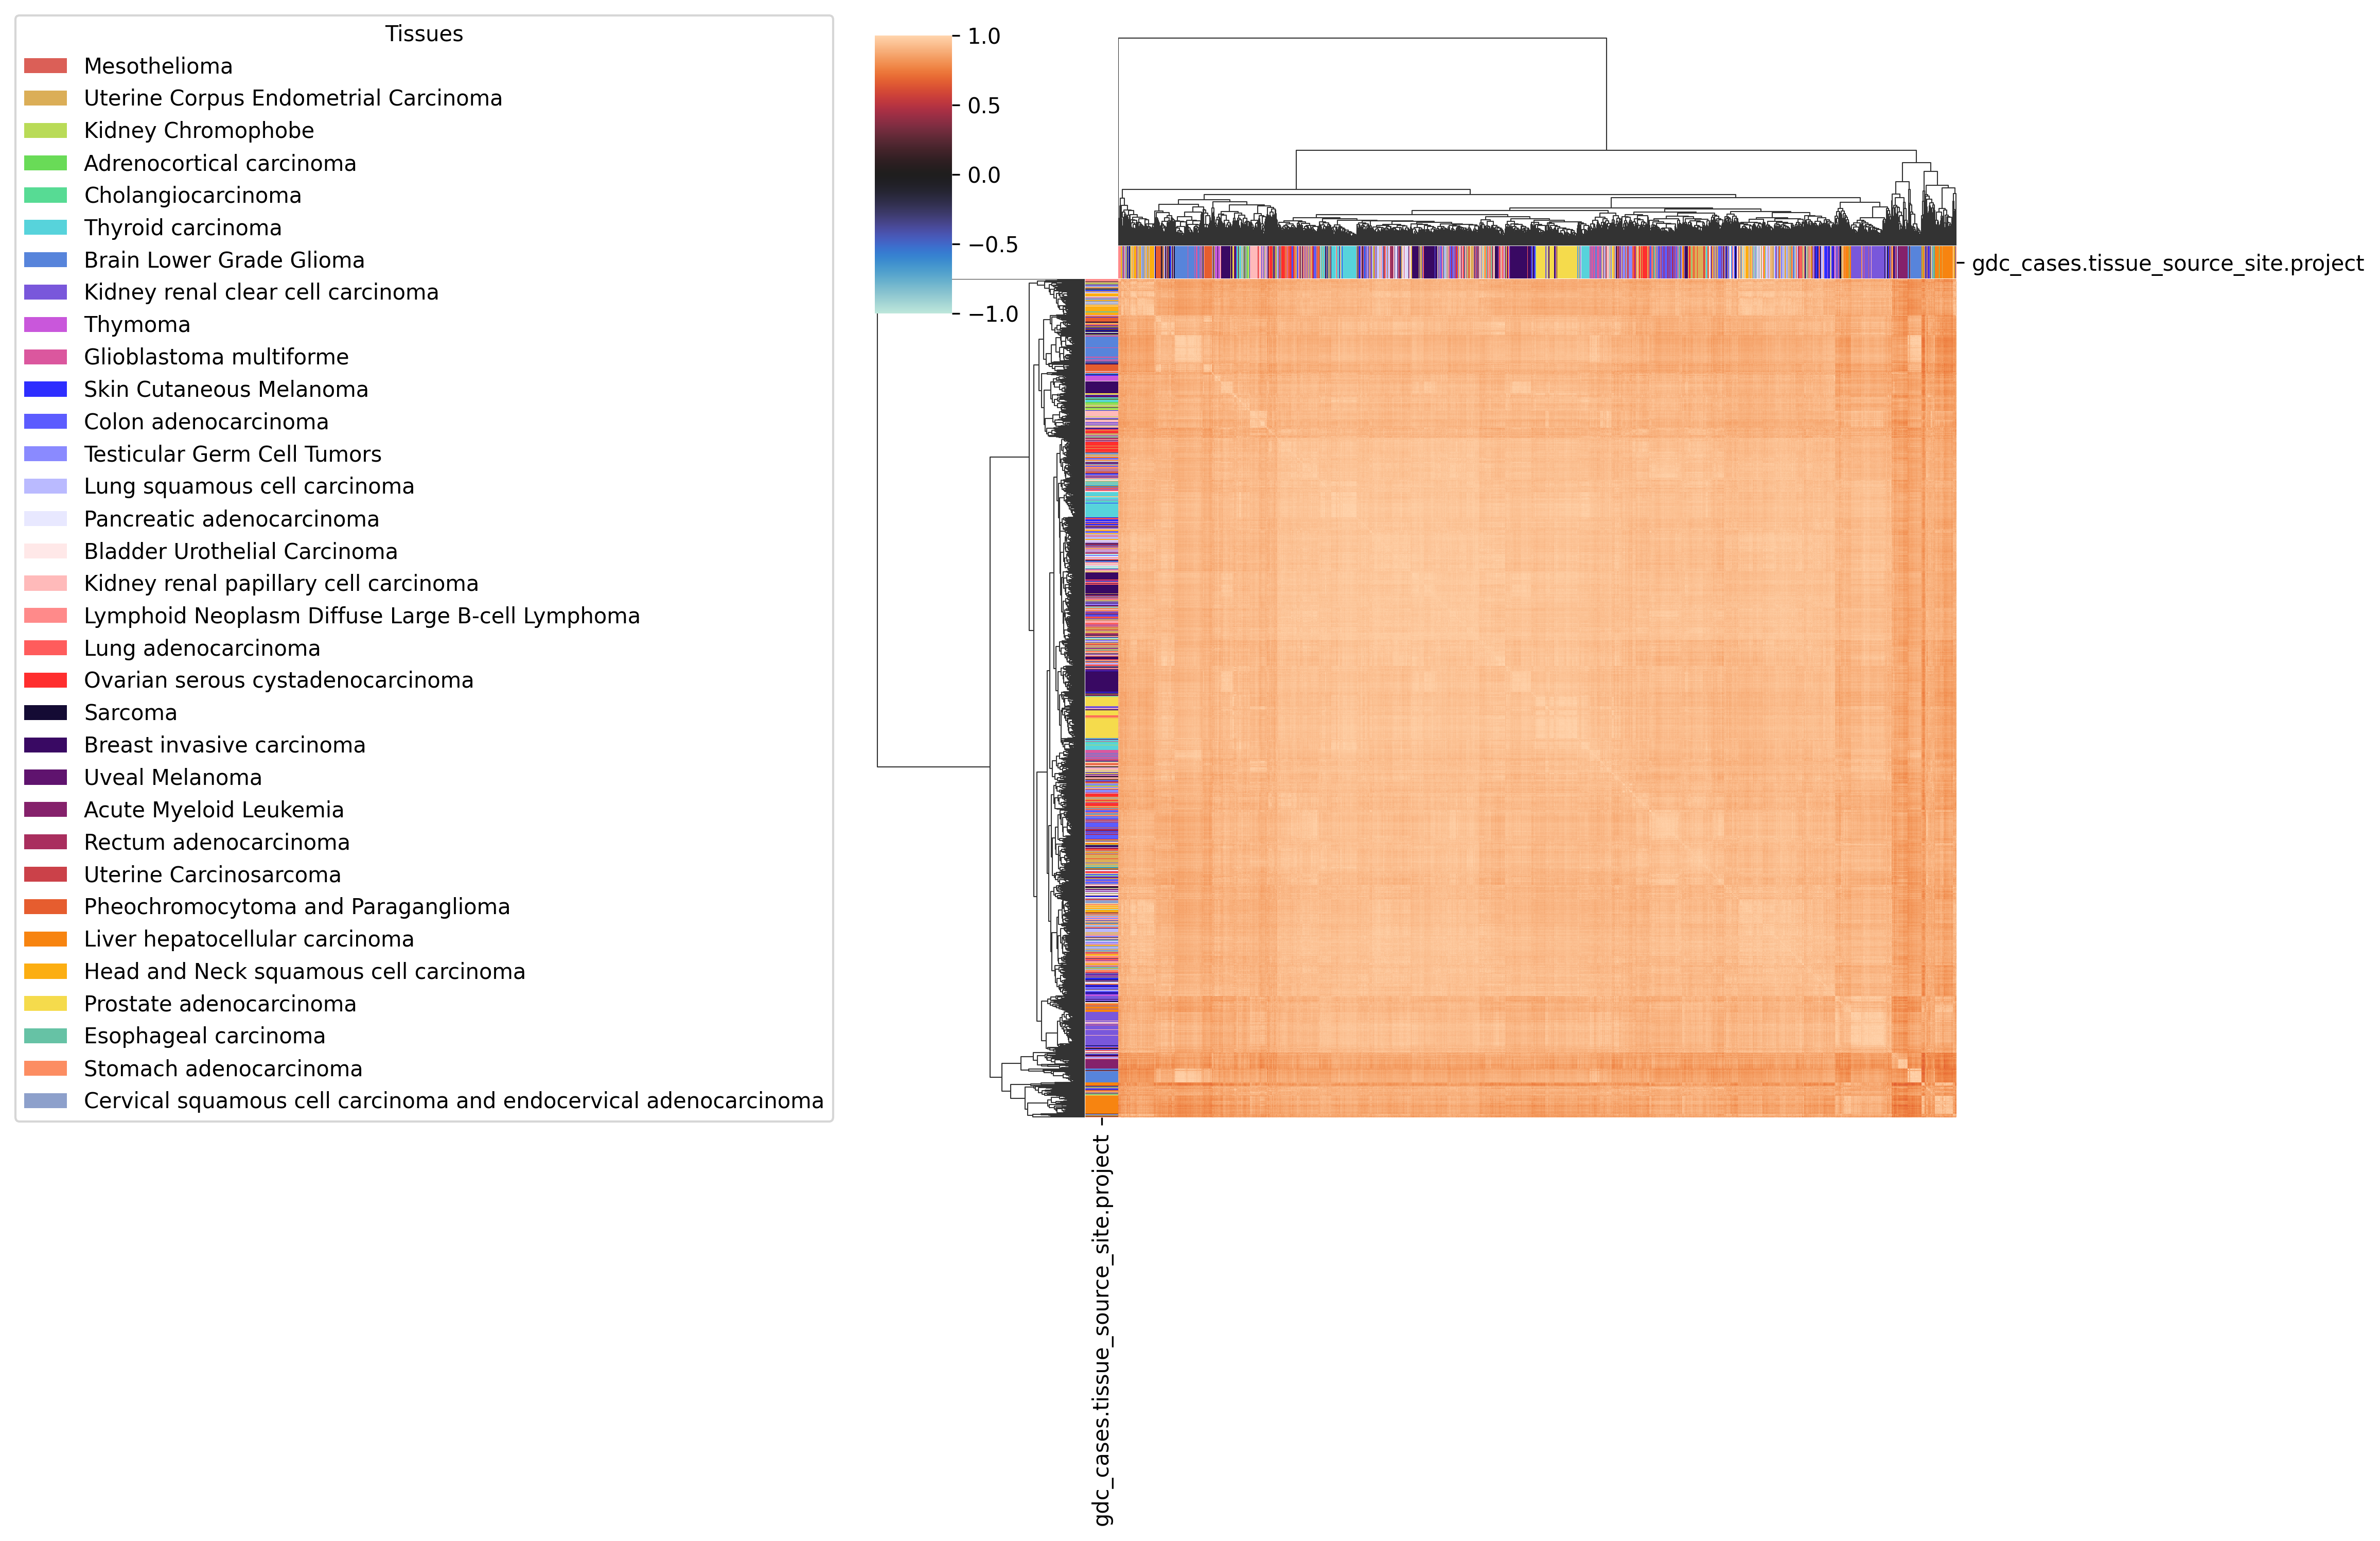 Tissues
Mesothelioma
Uterine Corpus Endometrial Carcinoma
Kidney Chromophobe
Adrenocortical carcinoma
Cholangiocarcinoma
Thyroid carcinoma
Brain Lower Grade Glioma
Kidney renal clear cell carcinoma
Thymoma
Glioblastoma multiforme
Skin Cutaneous Melanoma
Colon adenocarcinoma
Testicular Germ Cell Tumors
Lung squamous cell carcinoma
Pancreatic adenocarcinoma
Bladder Urothelial Carcinoma
Kidney renal papillary cell carcinoma
Lymphoid Neoplasm Diffuse Large B-cell Lymphoma
Lung adenocarcinoma
Ovarian serous cystadenocarcinoma
Sarcoma
Breast invasive carcinoma
Uveal Melanoma
Acute Myeloid Leukemia
Rectum adenocarcinoma
Uterine Carcinosarcoma
Pheochromocytoma and Paraganglioma
Liver hepatocellular carcinoma
Head and Neck squamous cell carcinoma
Prostate adenocarcinoma
Esophageal carcinoma
Stomach adenocarcinoma
Cervical squamous cell carcinoma and endocervical adenocarcinoma
1.0
0.5
0.0
−0.5
−1.0
gdc_cases.tissue_source_site.project
gdc_cases.tissue_source_site.project